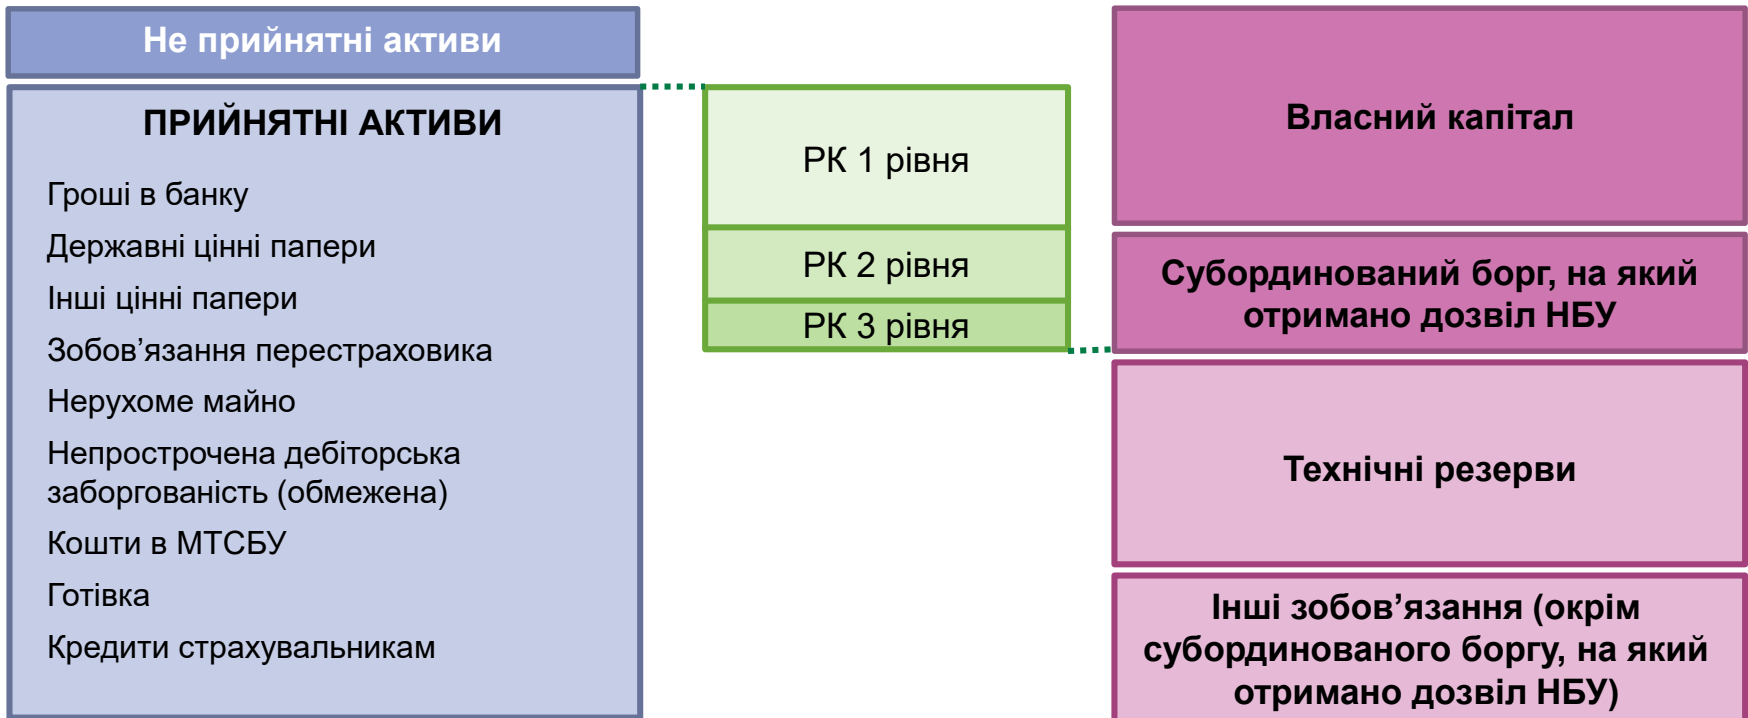 Не прийнятні активи
ПРИЙНЯТНІ АКТИВИ
Гроші в банку
Державні цінні папери
Інші цінні папери
Зобов’язання перестраховика
Нерухоме майно
Непрострочена дебіторська
заборгованість (обмежена)
Кошти в МТСБУ
Готівка
Кредити страхувальникам
РК 1 рівня
РК 2 рівня
РК 3 рівня
Власний капітал
Субординований борг, на який
отримано дозвіл НБУ
Технічні резерви
Інші зобов’язання (окрім
субординованого боргу, на який
отримано дозвіл НБУ)